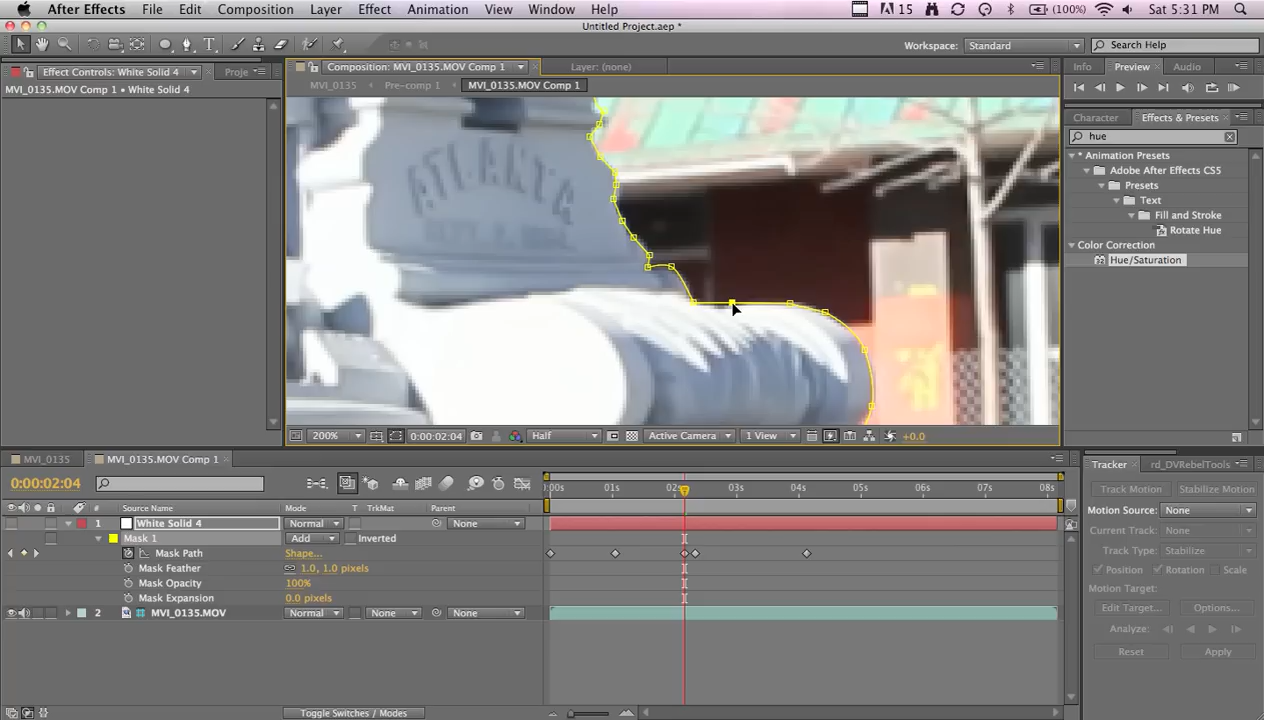 After Effects File Edit Composition Layer Effect Animation View Window Help 15 (100%) Sat 5:31 PM
Untitled Project.aep *
Workspace: Standard Search Help
Effect Controls: White Solid 4 Proje
Composition: MVI_0135.MOV Comp 1 Layer: (none)
Info Preview Audio
MVI_0135.MOV Comp 1 • White Solid 4
MVI_0135 Pre-comp 1 MVI_0135.MOV Comp 1
Character Effects & Presets
hue
* Animation Presets
Adobe After Effects CS5
Presets
Text
Fill and Stroke
Rotate Hue
Color Correction
Hue/Saturation
ATLANTA
200% 0:00:02:04 Half Active Camera 1 View +0.0
MVI_0135 MVI_0135.MOV Comp 1
0:00:02:04
:00s 01s 02s 03s 04s 05s 06s 07s 08s
# Source Name Mode T TrkMat Parent
1 White Solid 4 Normal None
Mask 1 Add Inverted
Mask Path Shape...
Mask Feather 1.0, 1.0 pixels
Mask Opacity 100%
Mask Expansion 0.0 pixels
2 MVI_0135.MOV Normal None None
Toggle Switches / Modes
Tracker rd_DVRebelTools
Track Motion Stabilize Motion
Motion Source: None
Current Track: None
Track Type: Stabilize
Position Rotation Scale
Motion Target:
Edit Target... Options...
Analyze:
Reset Apply